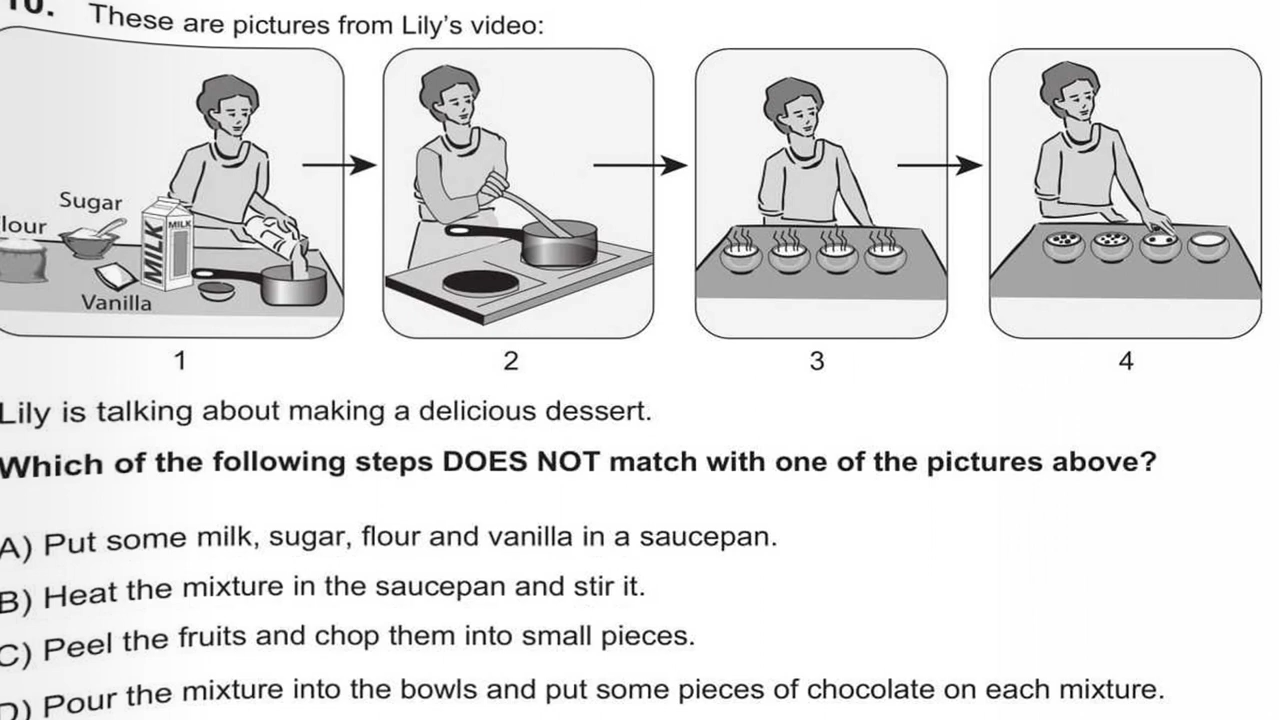 10. These are pictures from Lily's video:
Sugar
lour
MILK
MILK
Vanilla
1 2 3 4
Lily is talking about making a delicious dessert.
Which of the following steps DOES NOT match with one of the pictures above?
A) Put some milk, sugar, flour and vanilla in a saucepan.
B) Heat the mixture in the saucepan and stir it.
C) Peel the fruits and chop them into small pieces.
D) Pour the mixture into the bowls and put some pieces of chocolate on each mixture.